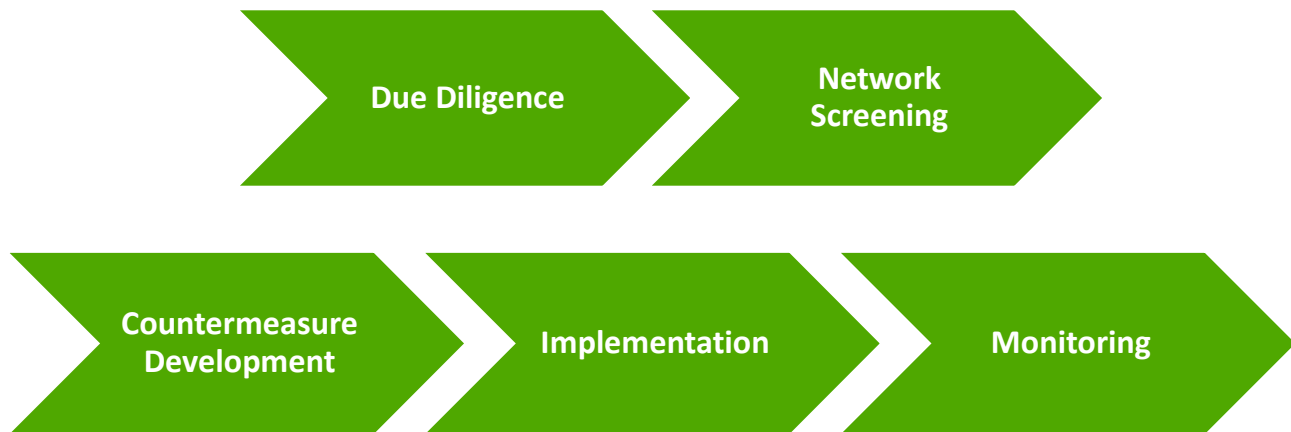 Due Diligence
Network
Screening
Countermeasure
Development
Implementation
Monitoring